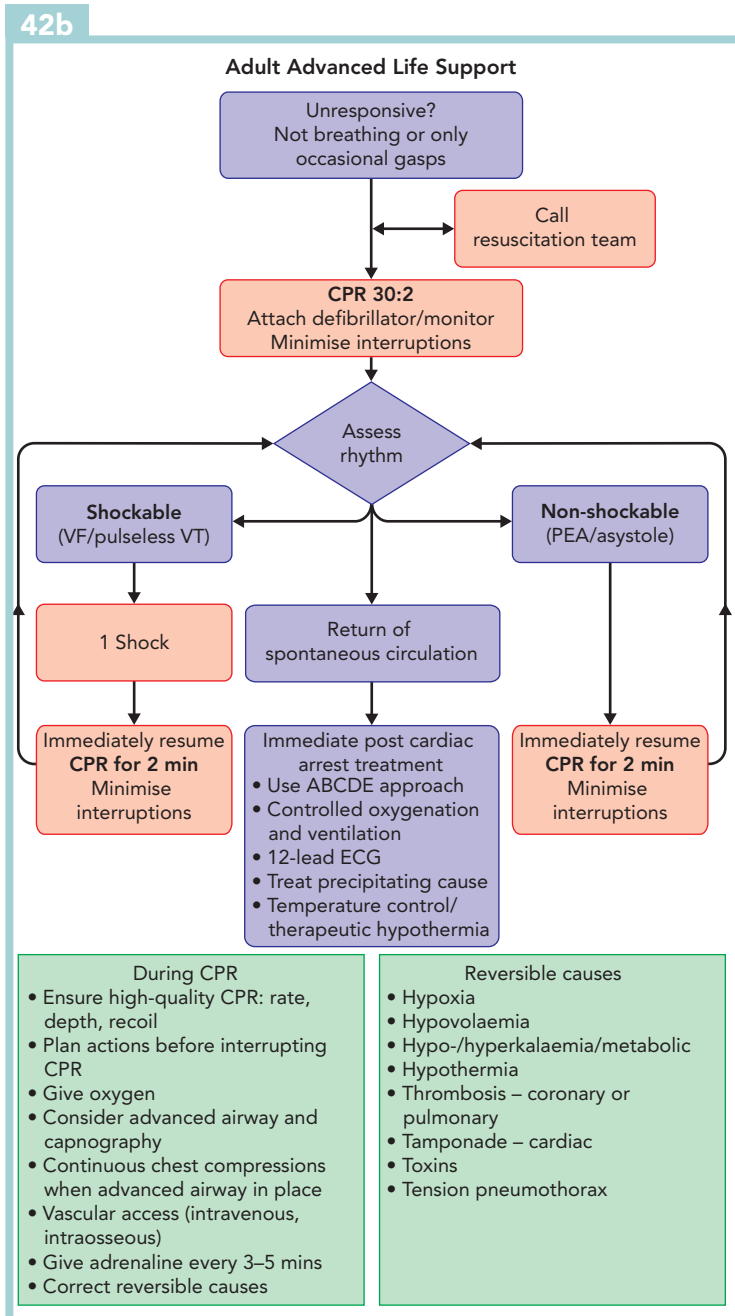 42b
Adult Advanced Life Support
Unresponsive?
Not breathing or only
occasional gasps
Call
resuscitation team
CPR 30:2
Attach defibrillator/monitor
Minimise interruptions
Assess
rhythm
Shockable
(VF/pulseless VT)
Non-shockable
(PEA/asystole)
1 Shock
Return of
spontaneous circulation
Immediately resume
CPR for 2 min
Minimise
interruptions
Immediate post cardiac
arrest treatment
• Use ABCDE approach
• Controlled oxygenation
and ventilation
• 12-lead ECG
• Treat precipitating cause
• Temperature control/
therapeutic hypothermia
Immediately resume
CPR for 2 min
Minimise
interruptions
During CPR
• Ensure high-quality CPR: rate,
depth, recoil
• Plan actions before interrupting
CPR
• Give oxygen
• Consider advanced airway and
capnography
• Continuous chest compressions
when advanced airway in place
• Vascular access (intravenous,
intraosseous)
• Give adrenaline every 3–5 mins
• Correct reversible causes
Reversible causes
• Hypoxia
• Hypovolaemia
• Hypo-/hyperkalaemia/metabolic
• Hypothermia
• Thrombosis – coronary or
pulmonary
• Tamponade – cardiac
• Toxins
• Tension pneumothorax